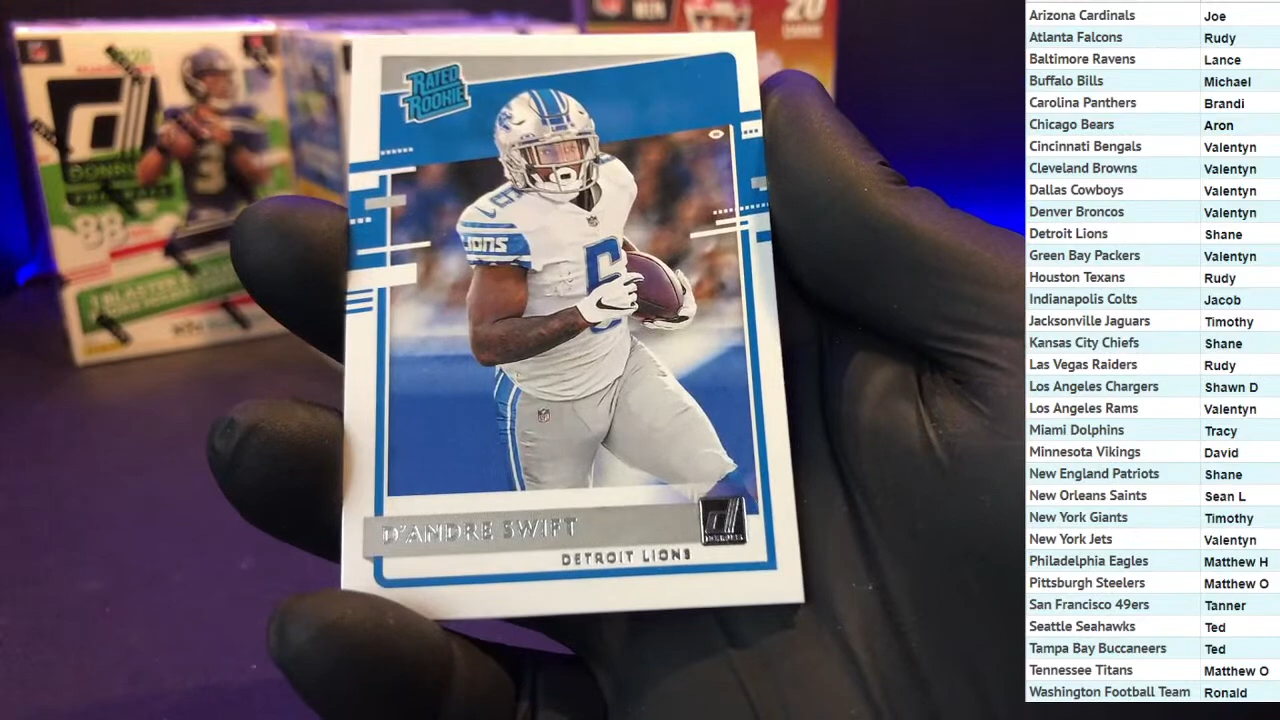 RATED
ROOKIE
LIONS
6
D'ANDRE SWIFT
DETROIT LIONS
DONRUSS
88
3
20
Arizona Cardinals Joe
Atlanta Falcons Rudy
Baltimore Ravens Lance
Buffalo Bills Michael
Carolina Panthers Brandi
Chicago Bears Aron
Cincinnati Bengals Valentyn
Cleveland Browns Valentyn
Dallas Cowboys Valentyn
Denver Broncos Valentyn
Detroit Lions Shane
Green Bay Packers Valentyn
Houston Texans Rudy
Indianapolis Colts Jacob
Jacksonville Jaguars Timothy
Kansas City Chiefs Shane
Las Vegas Raiders Rudy
Los Angeles Chargers Shawn D
Los Angeles Rams Valentyn
Miami Dolphins Tracy
Minnesota Vikings David
New England Patriots Shane
New Orleans Saints Sean L
New York Giants Timothy
New York Jets Valentyn
Philadelphia Eagles Matthew H
Pittsburgh Steelers Matthew O
San Francisco 49ers Tanner
Seattle Seahawks Ted
Tampa Bay Buccaneers Ted
Tennessee Titans Matthew O
Washington Football Team Ronald